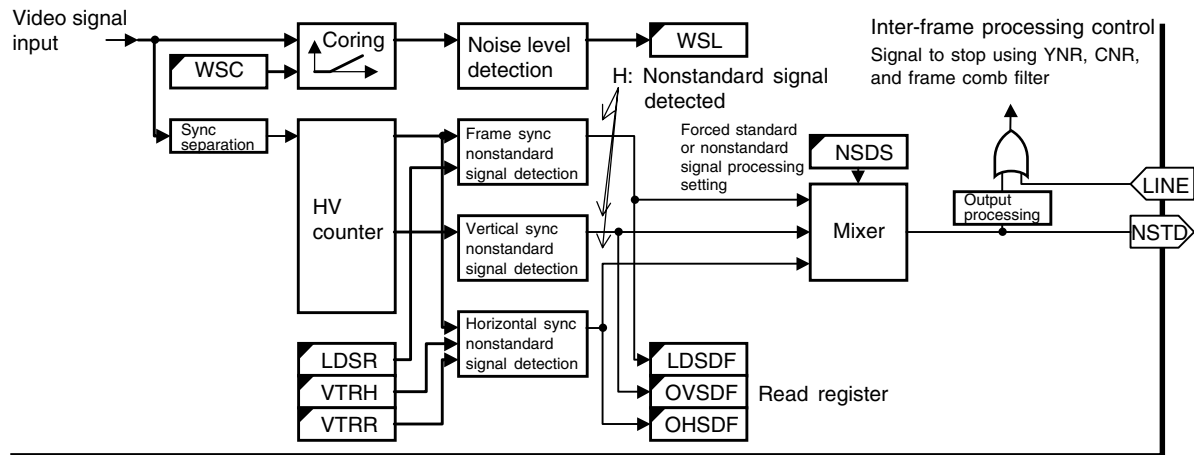 Video signal
input
WSC
Coring
Noise level
detection
WSL
Inter-frame processing control
Signal to stop using YNR, CNR,
and frame comb filter
H: Nonstandard signal
detected
Sync
separation
HV
counter
Frame sync
nonstandard
signal detection
Forced standard
or nonstandard
signal processing
setting
NSDS
LINE
Output
processing
Vertical sync
nonstandard
signal detection
Mixer
NSTD
Horizontal sync
nonstandard
signal detection
LDSR
VTRH
VTRR
LDSDF
OVSDF
OHSDF
Read register